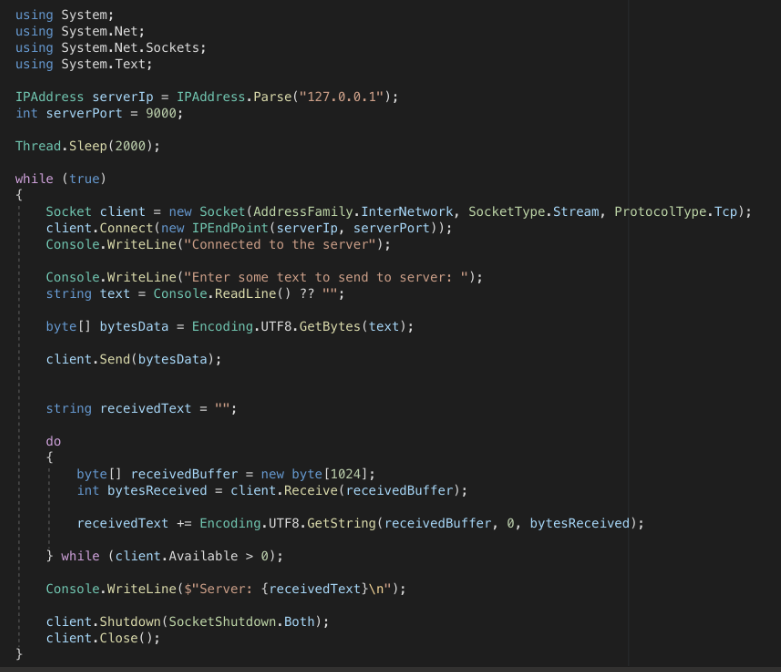 using System;
using System.Net;
using System.Net.Sockets;
using System.Text;

IPAddress serverIp = IPAddress.Parse("127.0.0.1");
int serverPort = 9000;

Thread.Sleep(2000);

while (true)
{
    Socket client = new Socket(AddressFamily.InterNetwork, SocketType.Stream, ProtocolType.Tcp);
    client.Connect(new IPEndPoint(serverIp, serverPort));
    Console.WriteLine("Connected to the server");

    Console.WriteLine("Enter some text to send to server: ");
    string text = Console.ReadLine() ?? "";

    byte[] bytesData = Encoding.UTF8.GetBytes(text);

    client.Send(bytesData);


    string receivedText = "";

    do
    {
        byte[] receivedBuffer = new byte[1024];
        int bytesReceived = client.Receive(receivedBuffer);

        receivedText += Encoding.UTF8.GetString(receivedBuffer, 0, bytesReceived);

    } while (client.Available > 0);

    Console.WriteLine($"Server: {receivedText}\n");

    client.Shutdown(SocketShutdown.Both);
    client.Close();
}